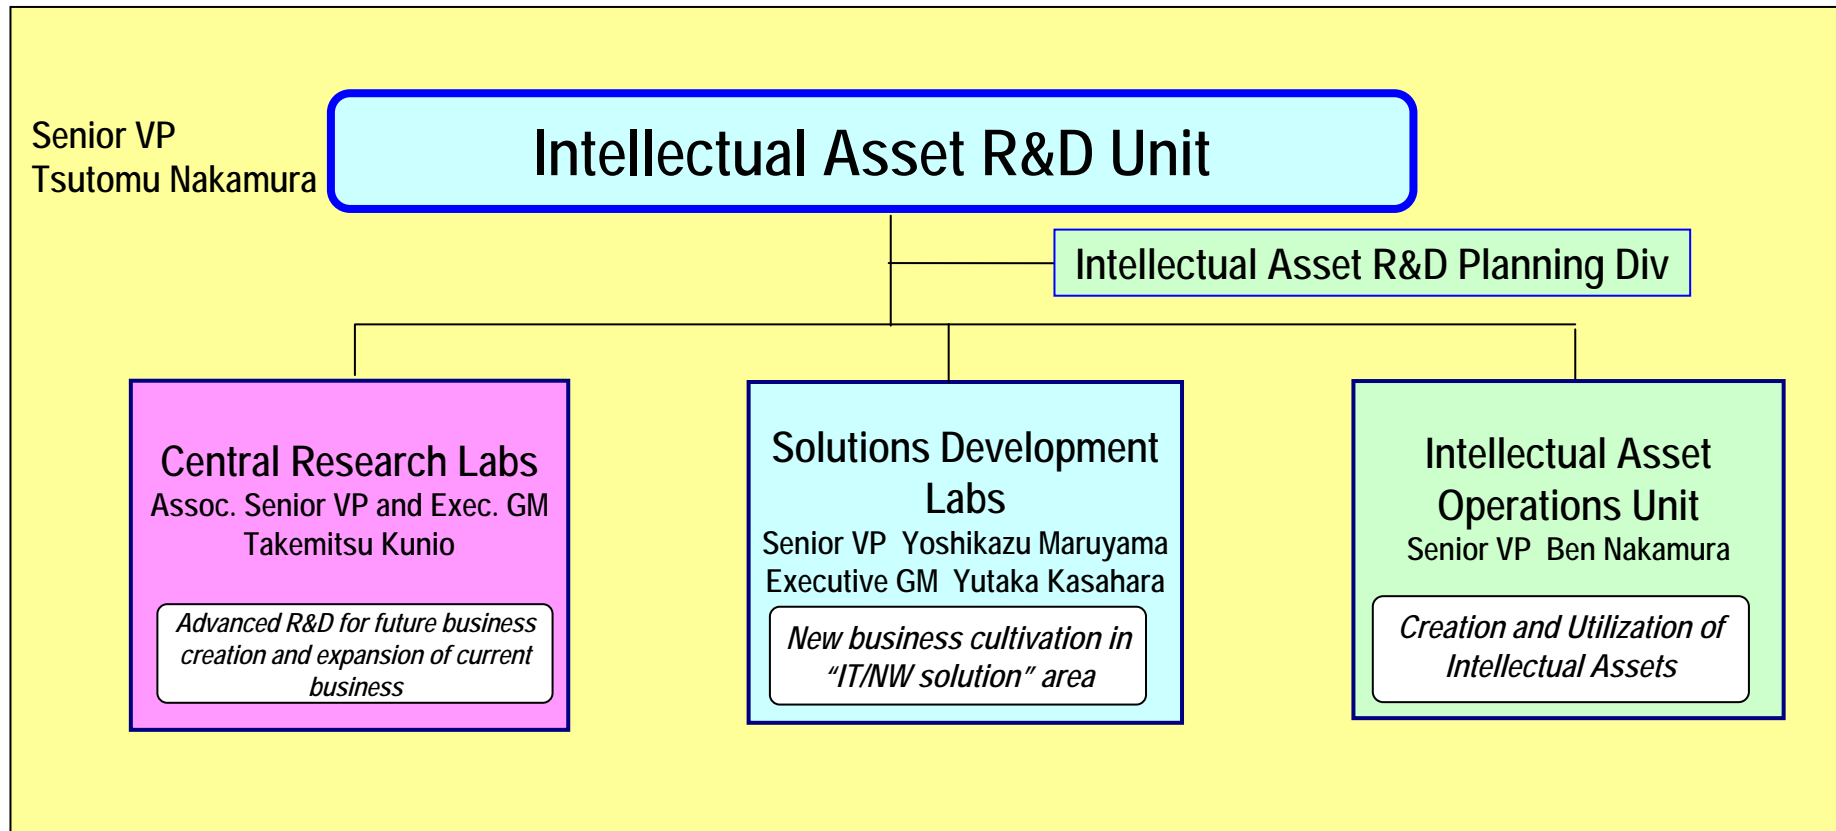 Senior VP
Tsutomu Nakamura
Intellectual Asset R&D Unit
Intellectual Asset R&D Planning Div
Central Research Labs
Assoc. Senior VP and Exec. GM
Takemitsu Kunio
Advanced R&D for future business
creation and expansion of current
business
Solutions Development
Labs
Senior VP  Yoshikazu Maruyama
Executive GM  Yutaka Kasahara
New business cultivation in
“IT/NW solution” area
Intellectual Asset
Operations Unit
Senior VP  Ben Nakamura
Creation and Utilization of
Intellectual Assets